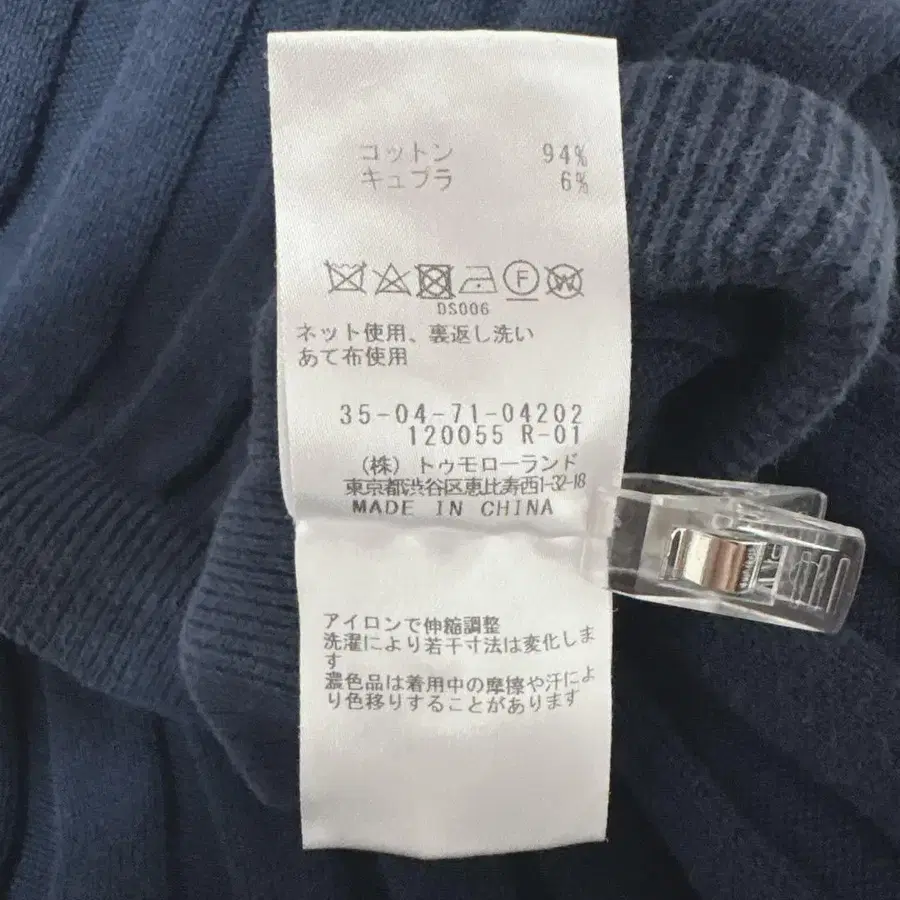 コットン 94%
キュプラ 6%
F W
DS006
ネット使用、裏返し洗い
あて布使用
35-04-71-04202
120055 R-01
(株) トゥモローランド
東京都渋谷区恵比寿西1-32-18
MADE IN CHINA
アイロンで伸縮調整
洗濯により若干寸法は変化しま
す
濃色品は着用中の摩擦や汗によ
り色移りすることがあります